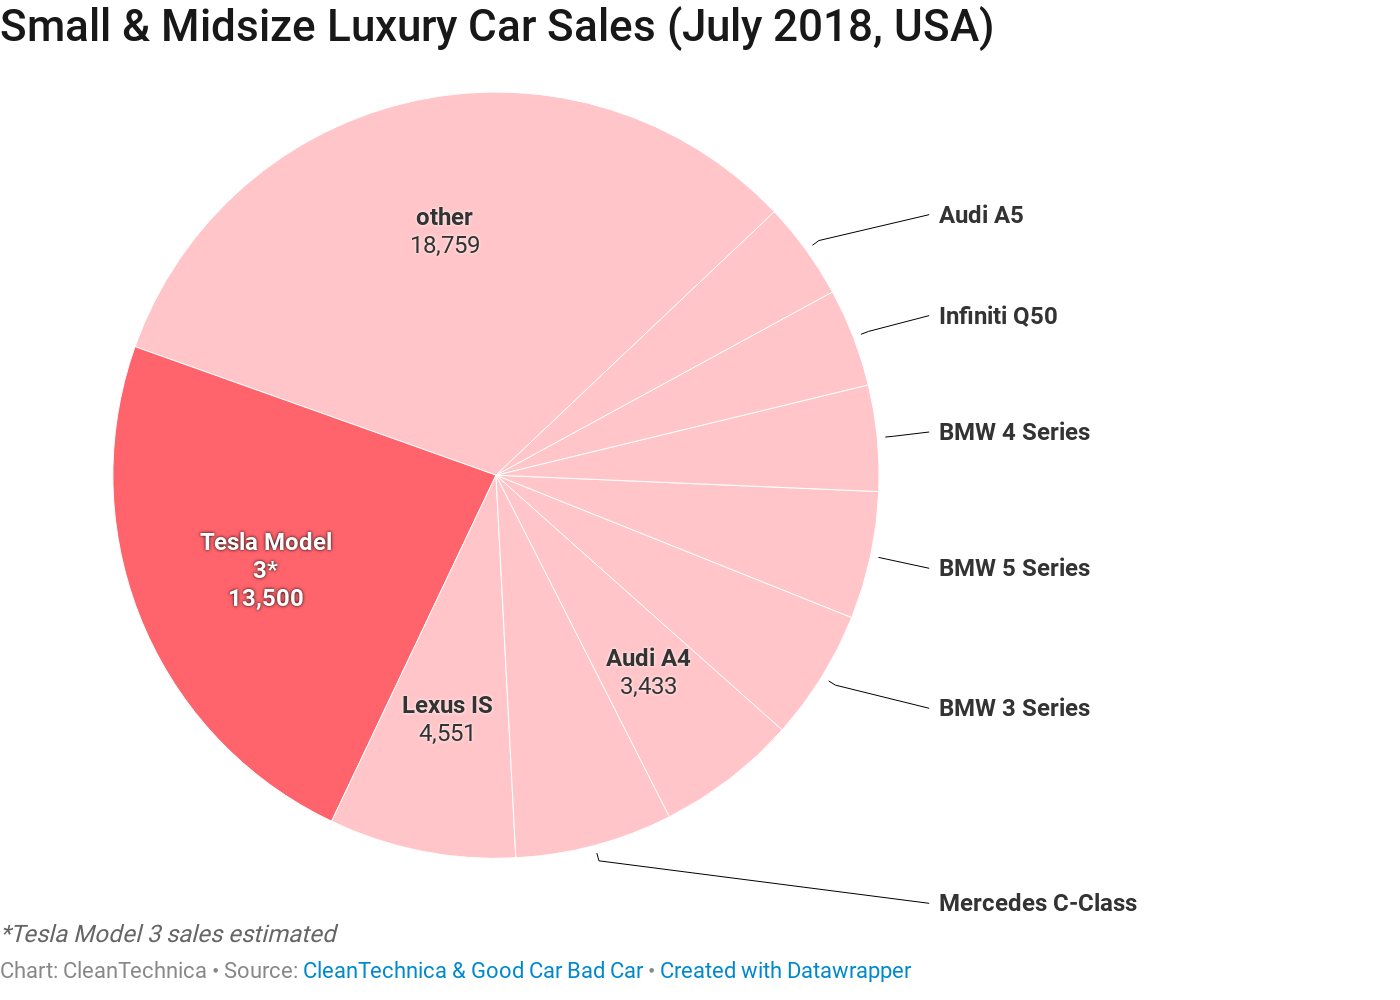 Small & Midsize Luxury Car Sales (July 2018, USA)
other
18,759
Audi A5
Infiniti Q50
BMW 4 Series
BMW 5 Series
Tesla Model
3*
13,500
Audi A4
3,433
Lexus IS
4,551
BMW 3 Series
Mercedes C-Class
*Tesla Model 3 sales estimated
Chart: CleanTechnica • Source: CleanTechnica & Good Car Bad Car • Created with Datawrapper